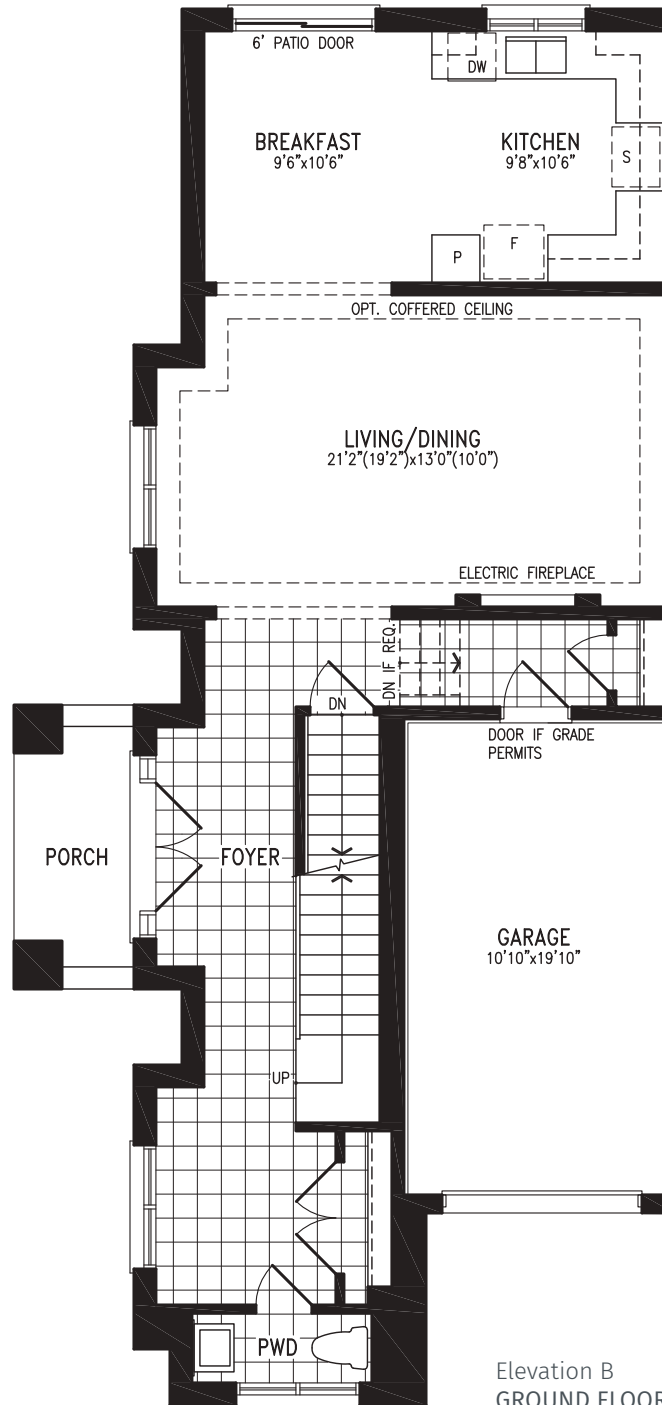 6' PATIO DOOR
DW
BREAKFAST
9'6"x10'6"
KITCHEN
9'8"x10'6"
S
P
F
OPT. COFFERED CEILING
LIVING/DINING
21'2"(19'2")x13'0"(10'0")
ELECTRIC FIREPLACE
DN IF REQ.
DN
DOOR IF GRADE
PERMITS
PORCH
FOYER
GARAGE
10'10"x19'10"
UP
PWD
Elevation B
GROUND FLOOR